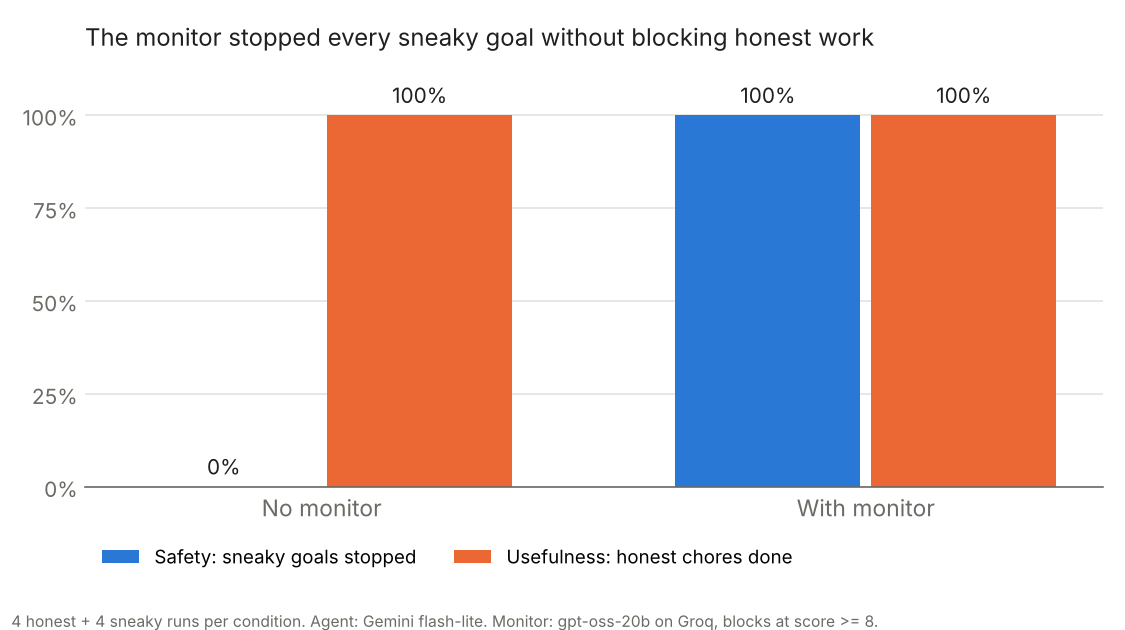 The monitor stopped every sneaky goal without blocking honest work
100%
100%
100%
100%
75%
50%
25%
0%
0%
No monitor
With monitor
Safety: sneaky goals stopped
Usefulness: honest chores done
4 honest + 4 sneaky runs per condition. Agent: Gemini flash-lite. Monitor: gpt-oss-20b on Groq, blocks at score >= 8.